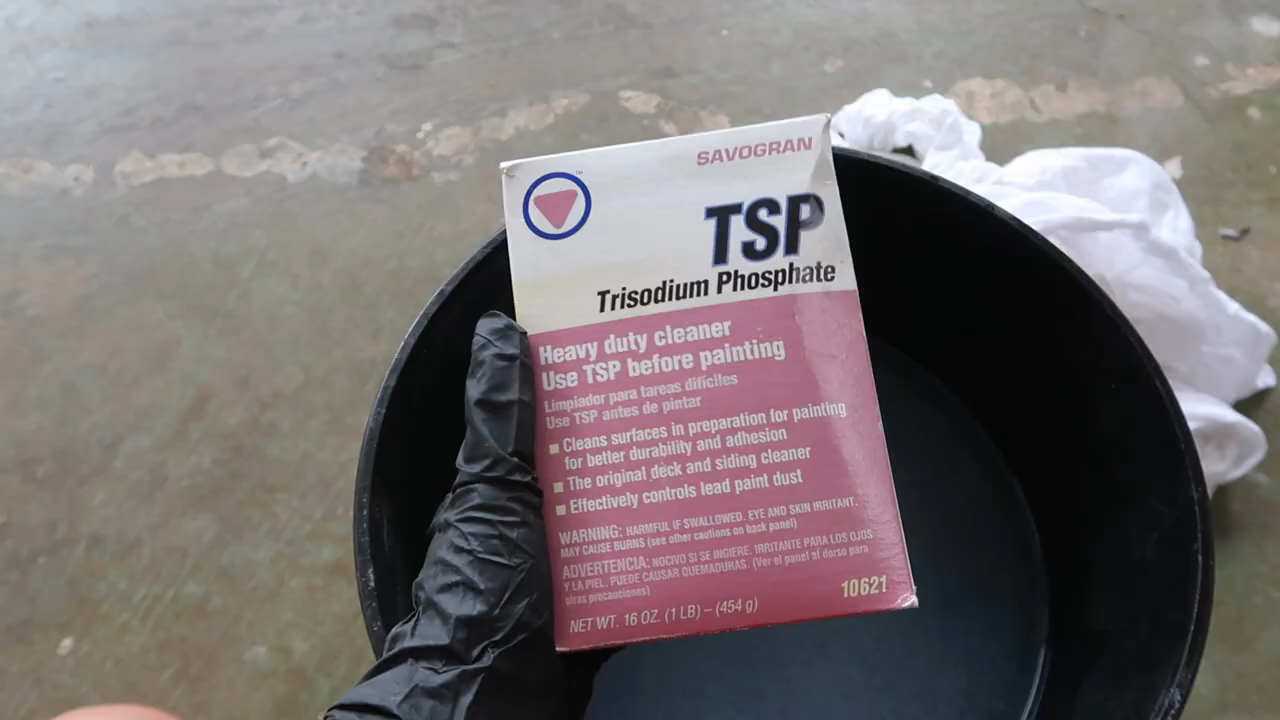 SAVOGRAN
TSP
Trisodium Phosphate
Heavy duty cleaner
Use TSP before painting
Limpiador para tareas difíciles
Use TSP antes de pintar
■ Cleans surfaces in preparation for painting
for better durability and adhesion
■ The original deck and siding cleaner
■ Effectively controls lead paint dust
WARNING: HARMFUL IF SWALLOWED. EYE AND SKIN IRRITANT.
MAY CAUSE BURNS (see other cautions on back panel)
ADVERTENCIA: NOCIVO SI SE INGIERE. IRRITANTE PARA LOS OJOS
Y LA PIEL. PUEDE CAUSAR QUEMADURAS. (Ver el panel al dorso para
otras precauciones)
10621
NET WT. 16 OZ. (1 LB) – (454 g)